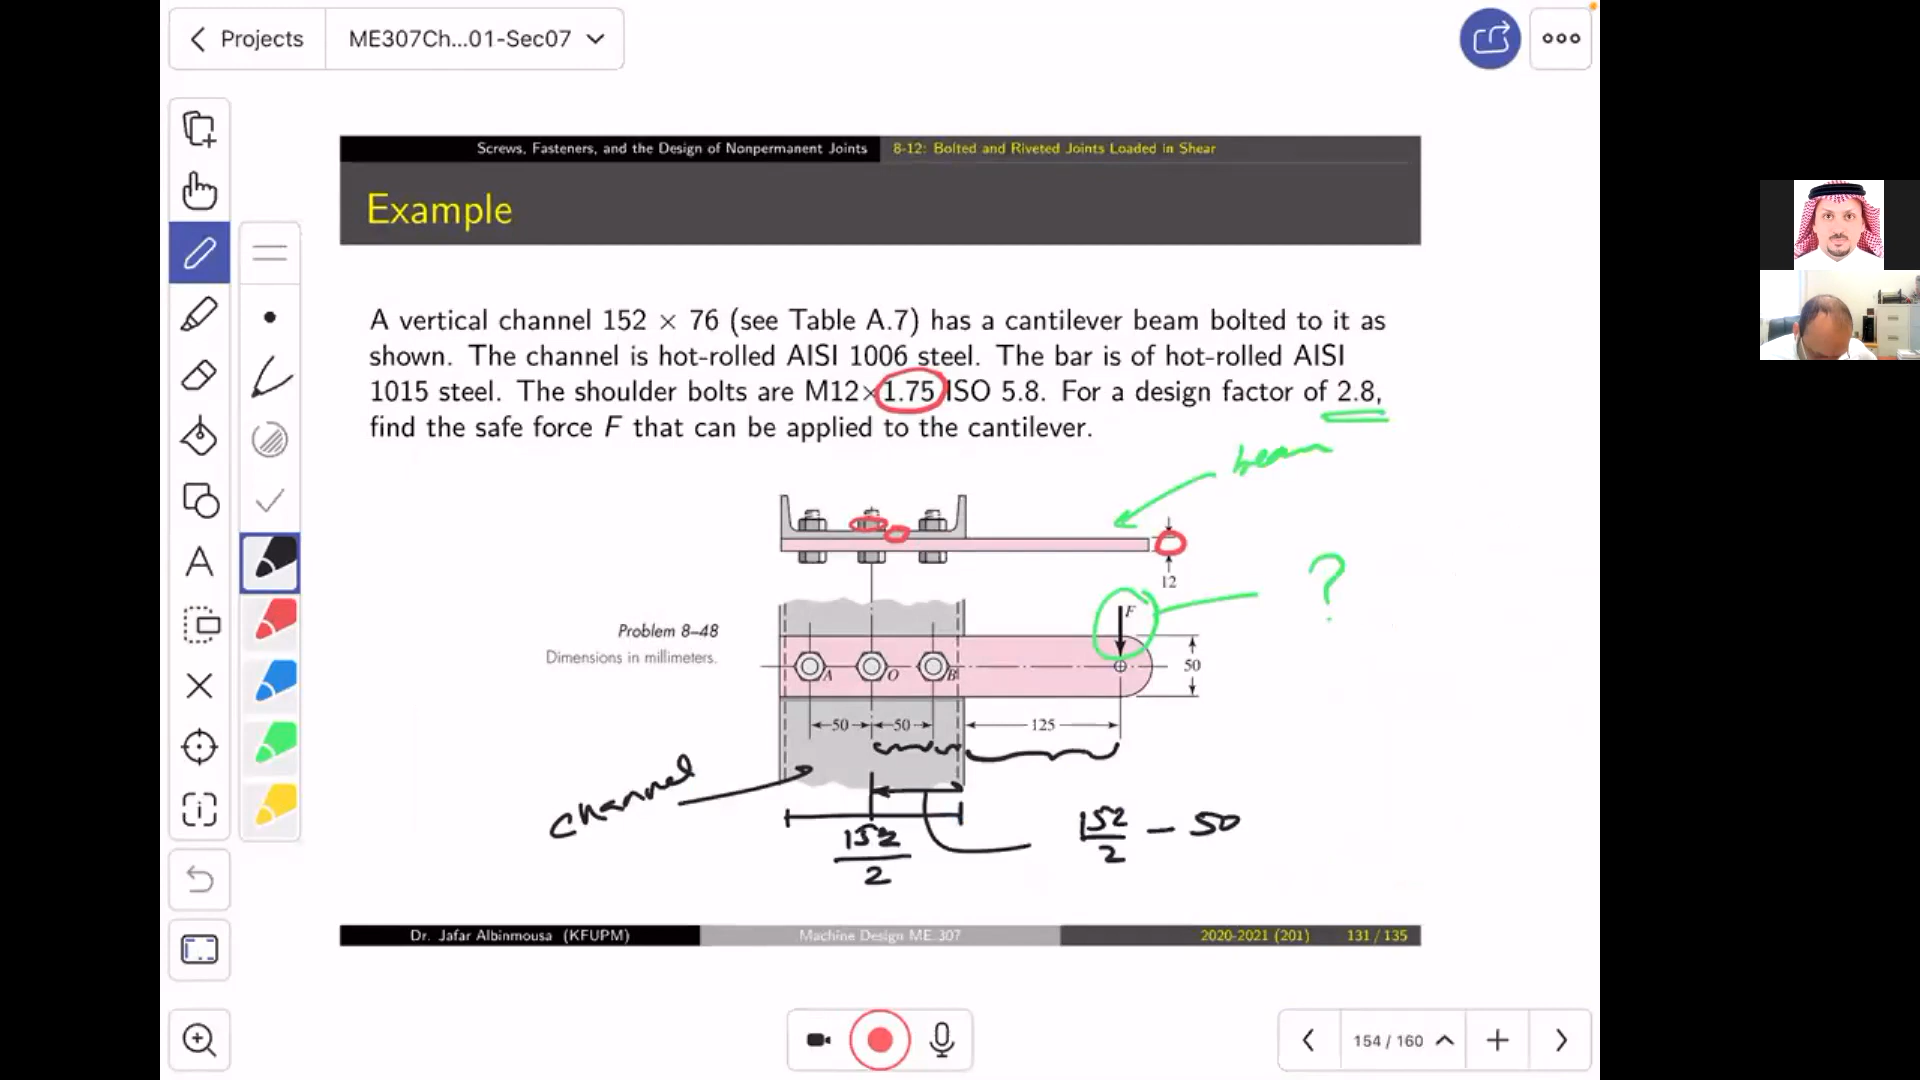 Projects
ME307Ch...01-Sec07
Screws, Fasteners, and the Design of Nonpermanent Joints
8-12: Bolted and Riveted Joints Loaded in Shear
Example
A vertical channel 152 × 76 (see Table A.7) has a cantilever beam bolted to it as
shown. The channel is hot-rolled AISI 1006 steel. The bar is of hot-rolled AISI
1015 steel. The shoulder bolts are M12×1.75 ISO 5.8. For a design factor of 2.8,
find the safe force F that can be applied to the cantilever.
beam
12
?
F
Problem 8–48
Dimensions in millimeters.
A
O
B
50
50
50
125
channel
152
2
152
2
- 50
Dr. Jafar Albinmousa (KFUPM)
Machine Design ME 307
2020-2021 (201)
131 / 135
154 / 160
A